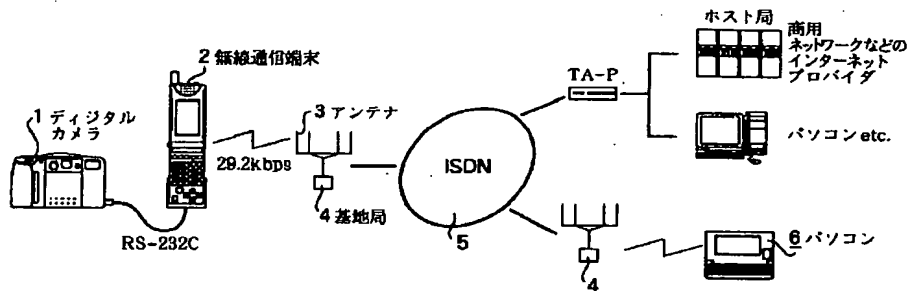 1 ディジタル
カメラ
2 無線通信端末
RS-232C
29.2kbps
3 アンテナ
4 基地局
ISDN
5
TA-P
ホスト局
商用
ネットワークなどの
インターネット
プロバイダ
パソコン etc.
4
6 パソコン